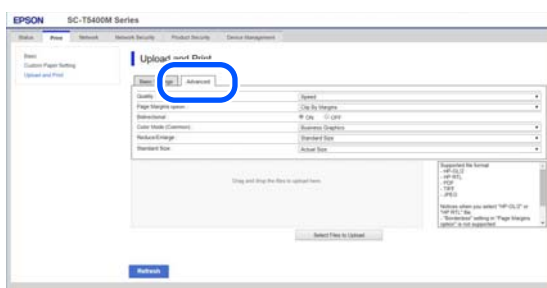 EPSON SC-T5400M Series
Status Print Network Network Security Product Security Device Management
Basic
Custom Paper Setting
Upload and Print
Upload and Print
Basic Advanced
Quality : Speed
Page Margins option : Clip By Margins
Bidirectional : ON OFF
Color Mode (Common) : Business Graphics
Reduce/Enlarge : Standard Size
Standard Size : Actual Size
Drag and drop the files to upload here.
Supported file format
- HP-GL/2
- HP RTL
- PDF
- TIFF
- JPEG
Notices when you select "HP-GL/2" or
"HP RTL" file.
- "Borderless" setting in "Page Margins
option" is not supported
Select Files to Upload
Refresh